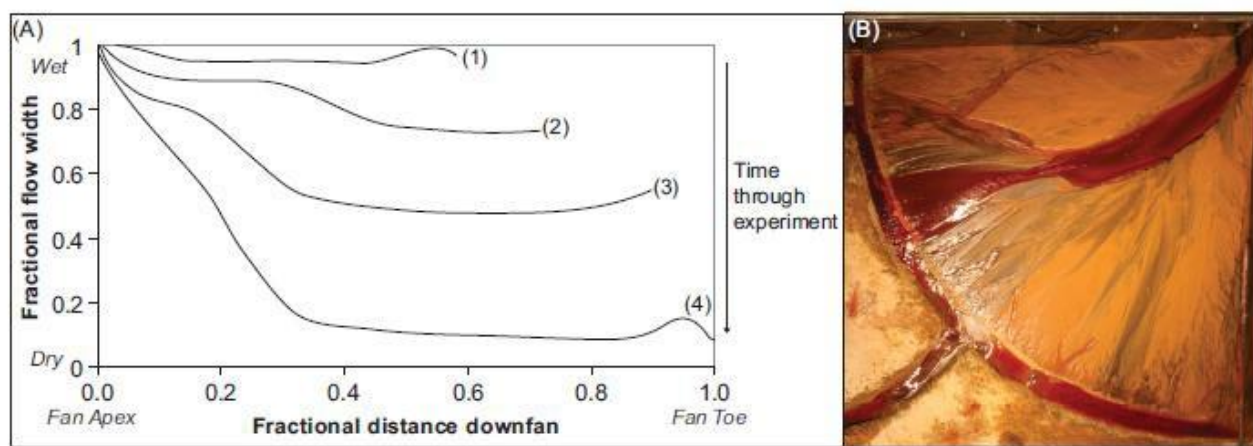 (A)
1
Wet
(1)
0.8
(2)
0.6
(3)
0.4
0.2
(4)
Dry
0
0.0
0.2
0.4
0.6
0.8
1.0
Fan Apex
Fractional distance downfan
Fan Toe
Fractional flow width
Time
through
experiment
(B)